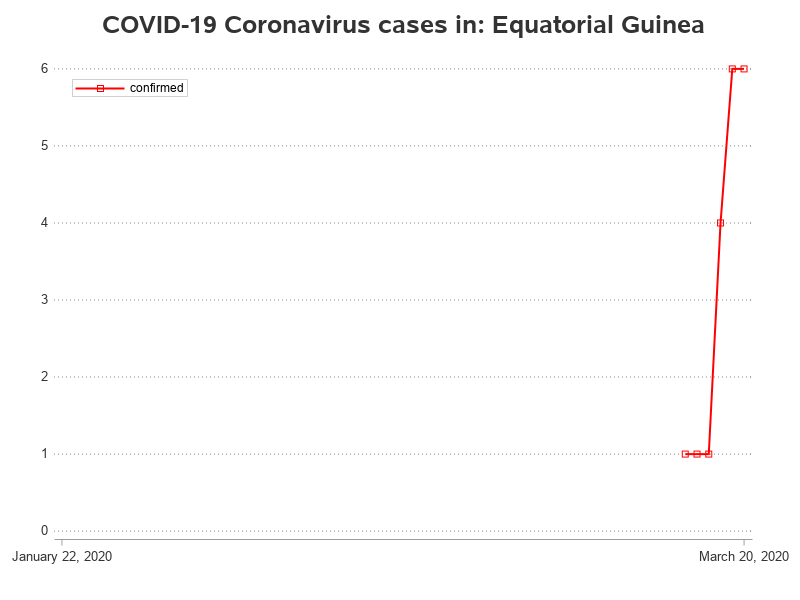 COVID-19 Coronavirus cases in: Equatorial Guinea
6
confirmed
5
4
3
2
1
0
January 22, 2020
March 20, 2020